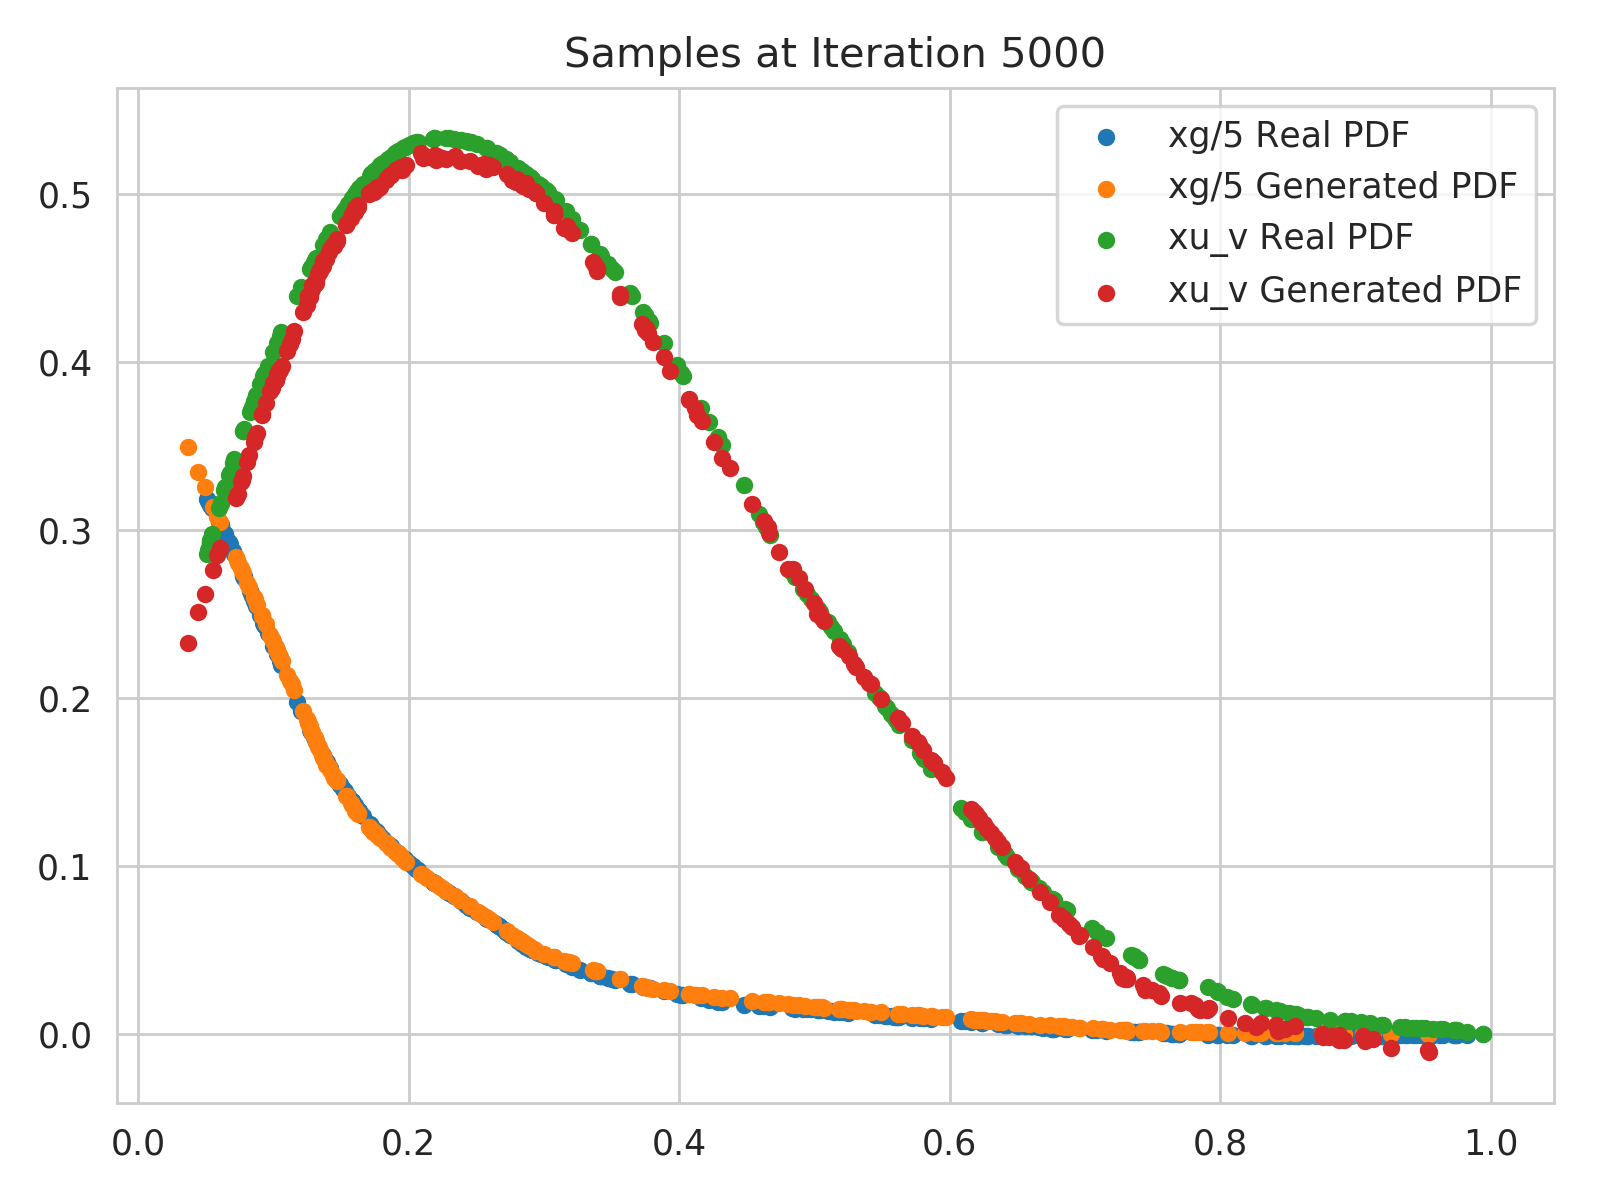 Samples at Iteration 5000
xg/5 Real PDF
xg/5 Generated PDF
xu_v Real PDF
xu_v Generated PDF
0.5
0.4
0.3
0.2
0.1
0.0
0.0 0.2 0.4 0.6 0.8 1.0